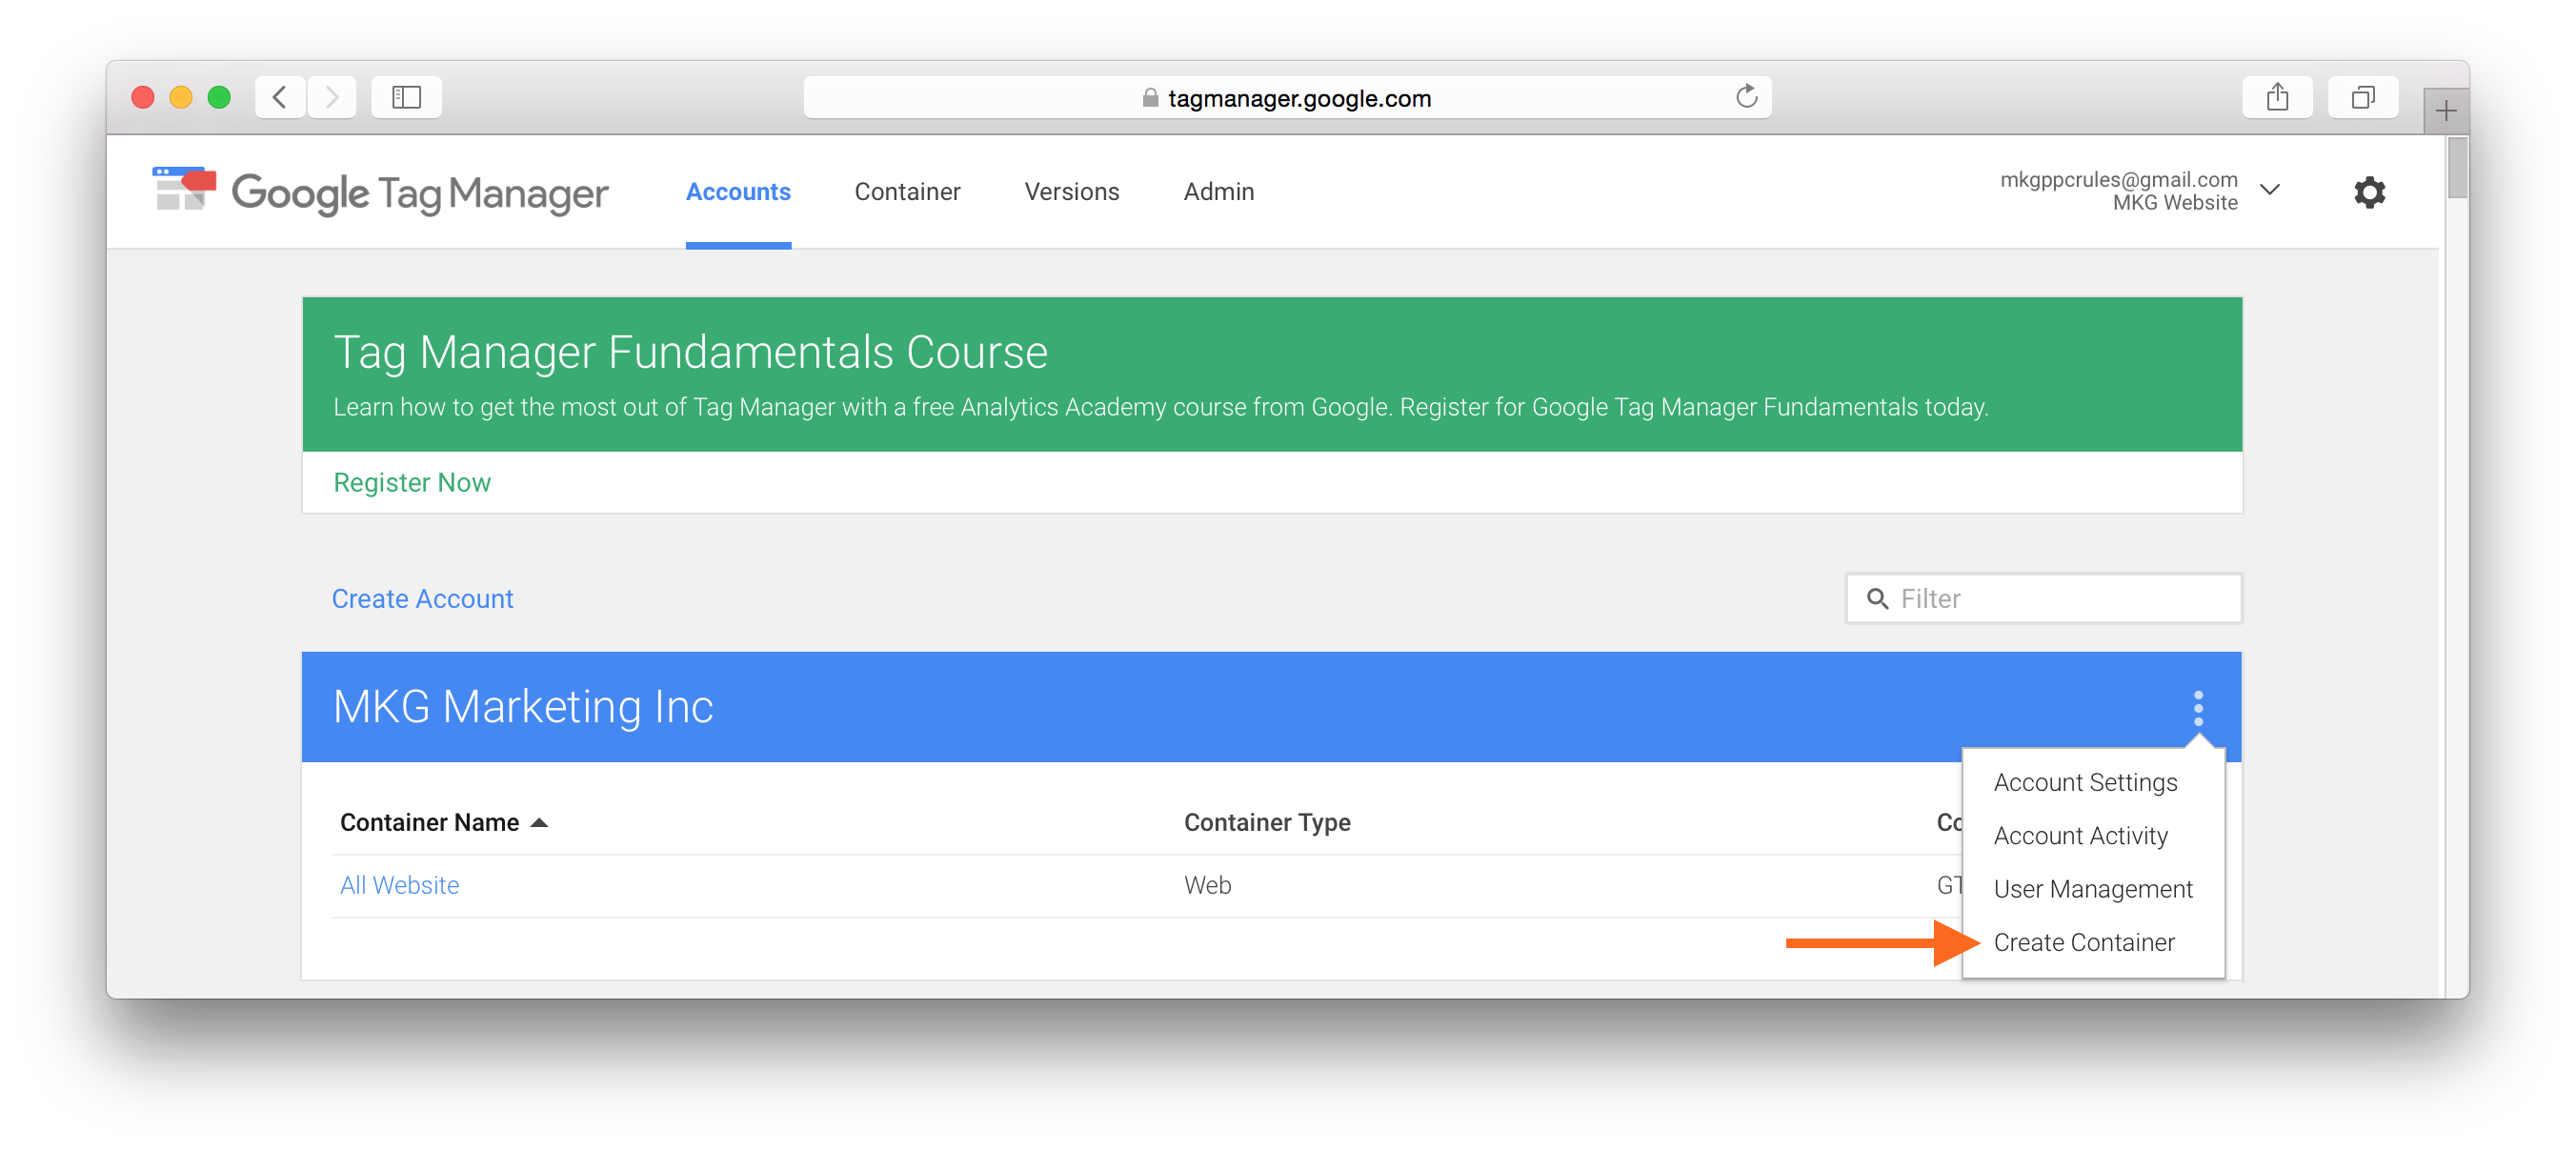 tagmanager.google.com
Google Tag Manager
Accounts
Container
Versions
Admin
mkgppcrules@gmail.com
MKG Website
Tag Manager Fundamentals Course
Learn how to get the most out of Tag Manager with a free Analytics Academy course from Google. Register for Google Tag Manager Fundamentals today.
Register Now
Create Account
Filter
MKG Marketing Inc
Account Settings
Account Activity
User Management
Create Container
Container Name
Container Type
All Website
Web